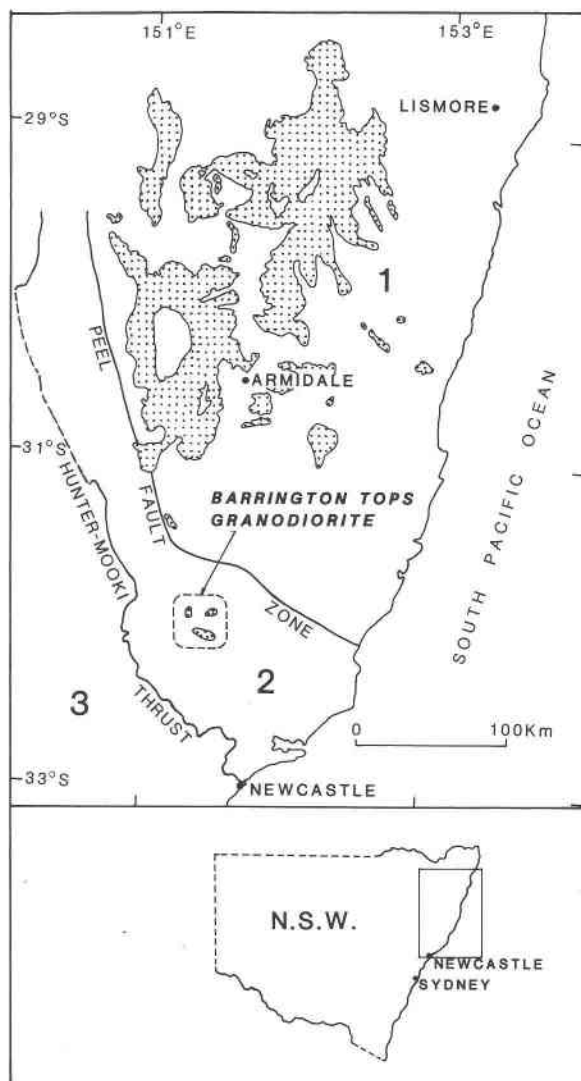 151°E
153°E
LISMORE
29°S
1
PEEL
ARMIDALE
31°S
HUNTER-MOOKI
FAULT
BARRINGTON TOPS
GRANODIORITE
SOUTH PACIFIC OCEAN
ZONE
2
3
THRUST
0 100Km
33°S
NEWCASTLE
N.S.W.
NEWCASTLE
SYDNEY